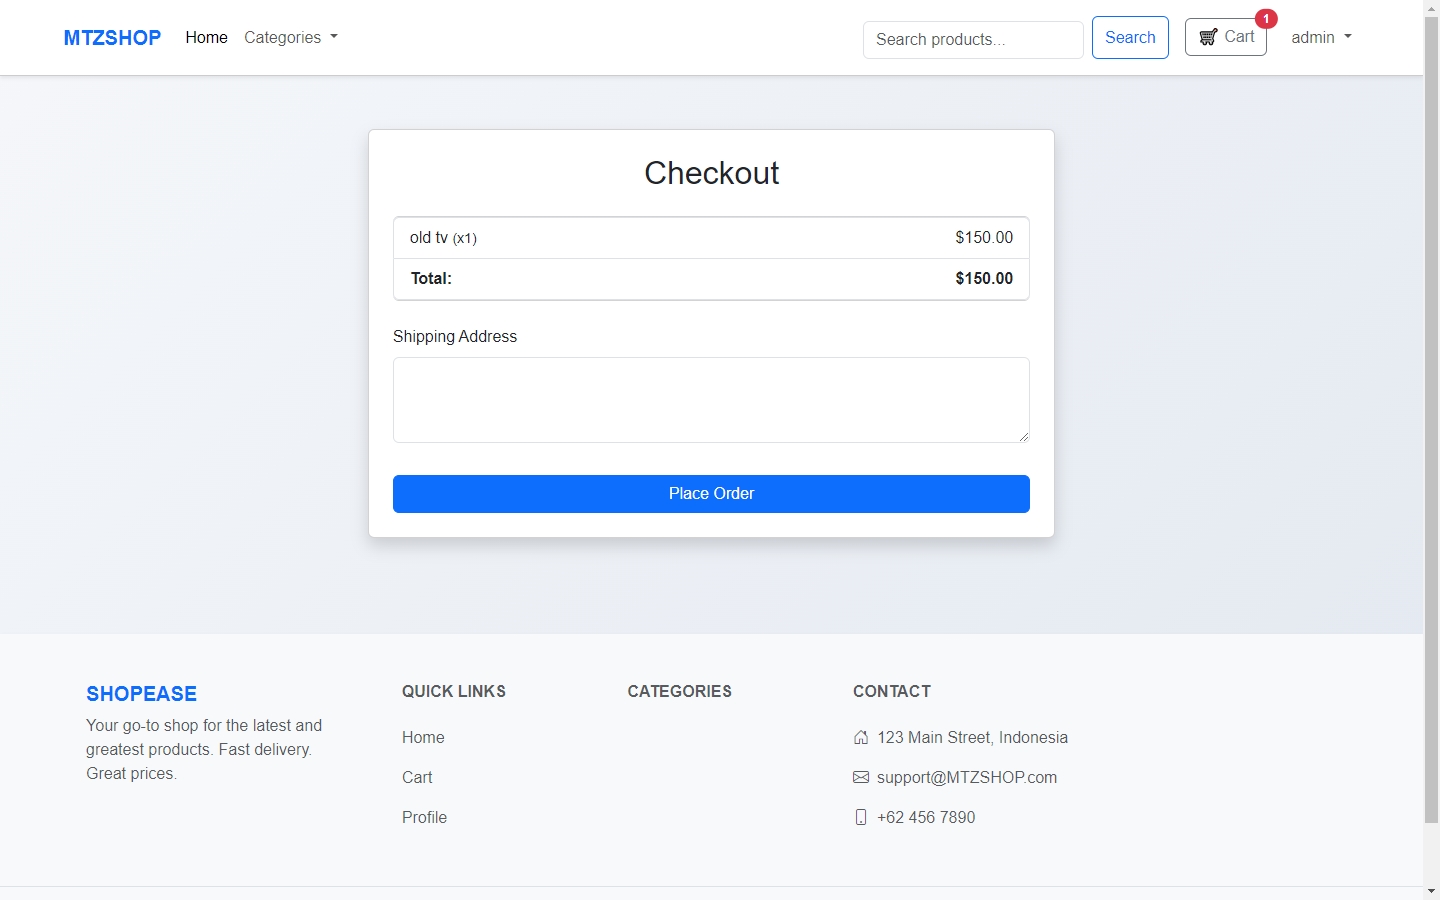 MTZSHOP Home Categories Search products... Search Cart 1 admin
Checkout
old tv (x1) $150.00
Total: $150.00
Shipping Address
Place Order
SHOPEASE
Your go-to shop for the latest and
greatest products. Fast delivery.
Great prices.
QUICK LINKS
Home
Cart
Profile
CATEGORIES
CONTACT
123 Main Street, Indonesia
support@MTZSHOP.com
+62 456 7890